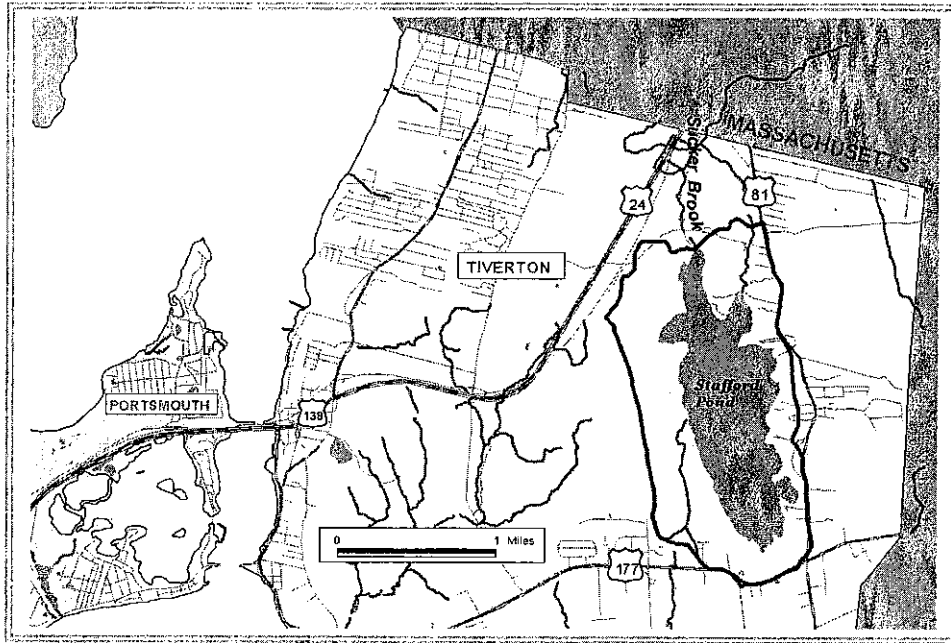 MASSACHUSETTS
Sucker Brook
81
24
TIVERTON
Stafford
Pond
PORTSMOUTH
138
0 1 Miles
177